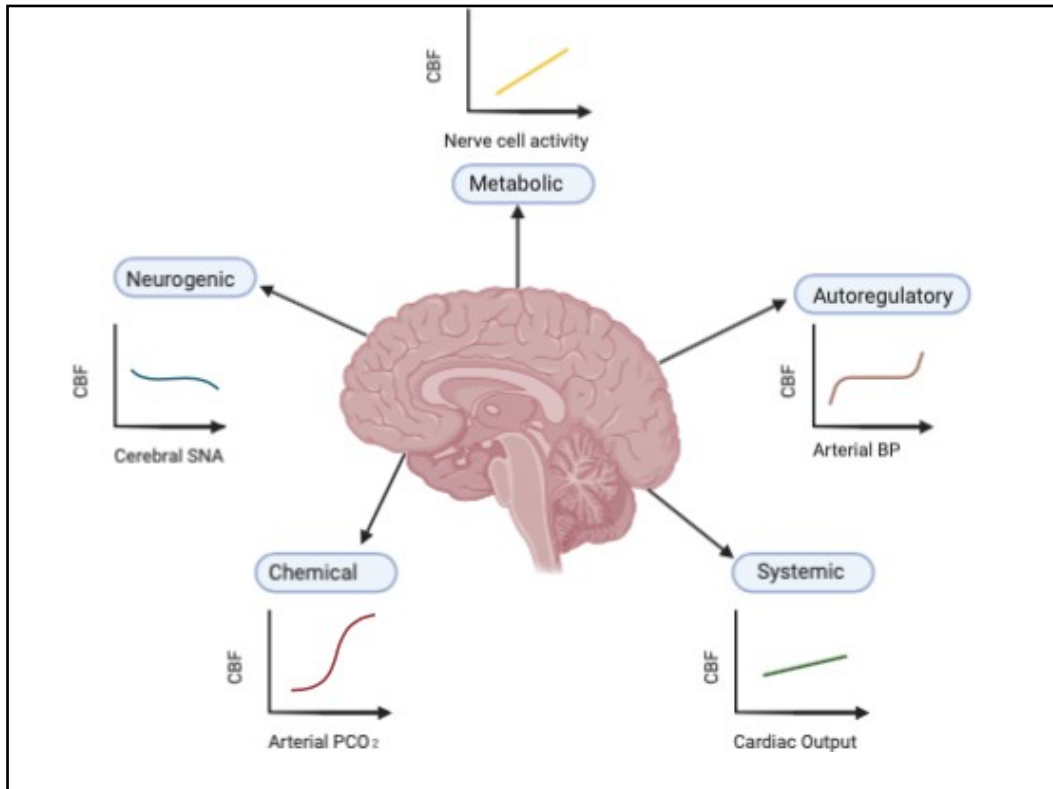 CBF
Nerve cell activity
Metabolic
Neurogenic
CBF
Cerebral SNA
Autoregulatory
CBF
Arterial BP
Chemical
CBF
Arterial PCO2
Systemic
CBF
Cardiac Output